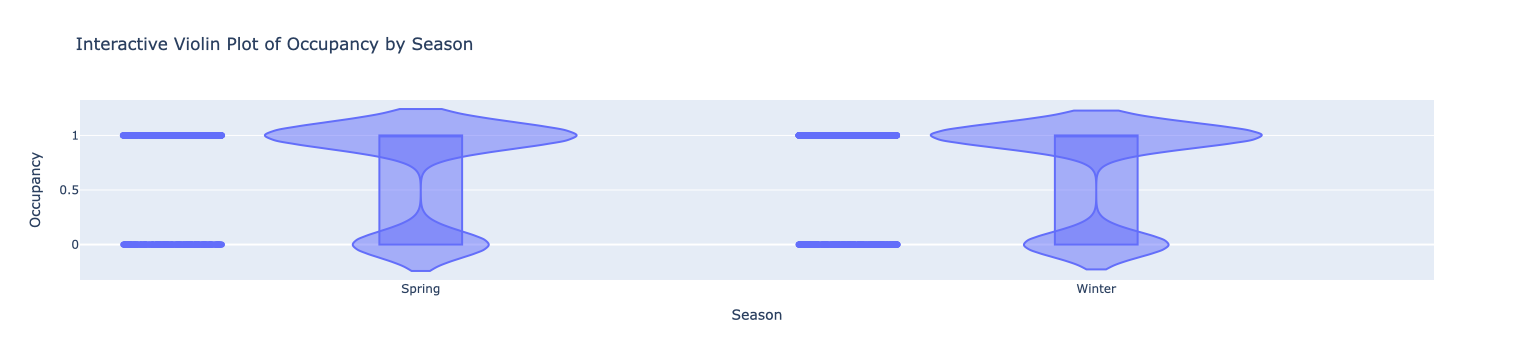 Interactive Violin Plot of Occupancy by Season
1
0.5
0
Occupancy
Spring
Winter
Season